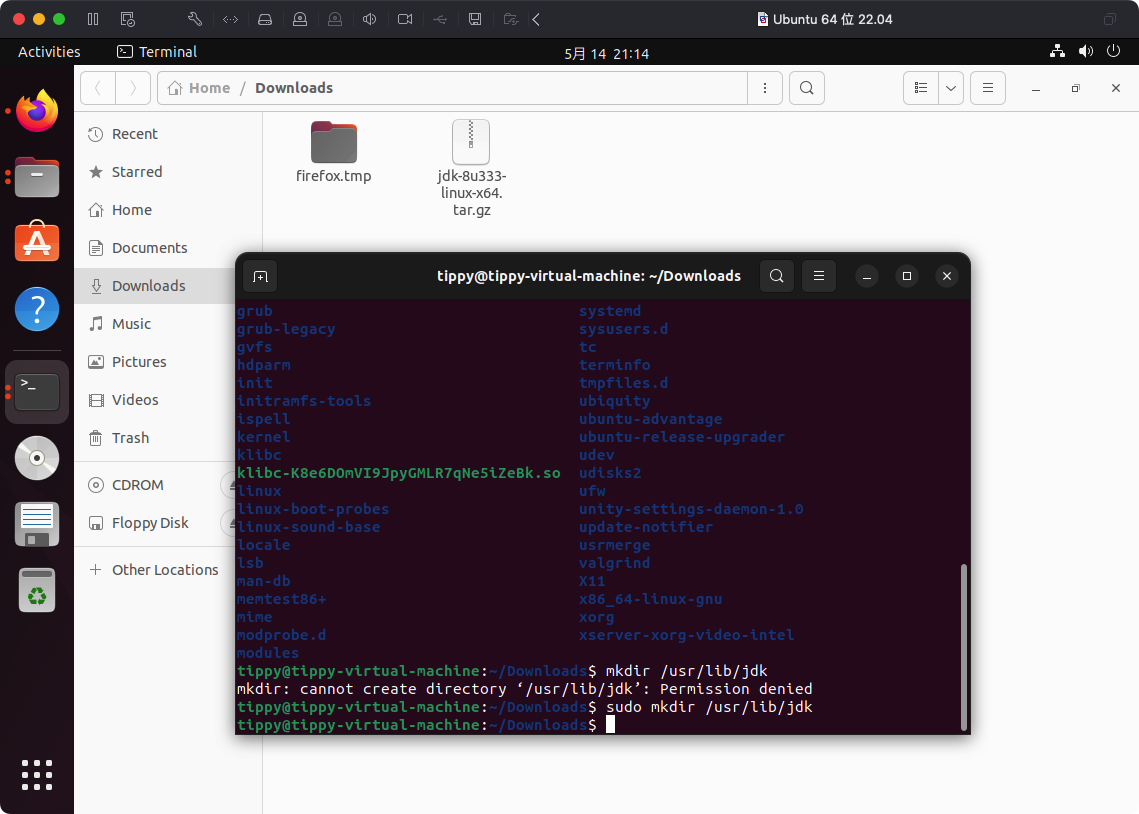 Ubuntu 64 位 22.04
Activities
Terminal
5月 14 21:14
Home / Downloads
Recent
Starred
Home
Documents
Downloads
Music
Pictures
Videos
Trash
CDROM
Floppy Disk
Other Locations
firefox.tmp
jdk-8u333-
linux-x64.
tar.gz
tippy@tippy-virtual-machine: ~/Downloads
grub systemd
grub-legacy sysusers.d
gvfs tc
hdparm terminfo
init tmpfiles.d
initramfs-tools ubiquity
ispell ubuntu-advantage
kernel ubuntu-release-upgrader
klibc udev
klibc-K8e6DOmVI9JpyGMLR7qNe5iZeBk.so udisks2
linux ufw
linux-boot-probes unity-settings-daemon-1.0
linux-sound-base update-notifier
locale usrmerge
lsb valgrind
man-db X11
memtest86+ x86_64-linux-gnu
mime xorg
modprobe.d xserver-xorg-video-intel
modules
tippy@tippy-virtual-machine:~/Downloads$ mkdir /usr/lib/jdk
mkdir: cannot create directory ‘/usr/lib/jdk’: Permission denied
tippy@tippy-virtual-machine:~/Downloads$ sudo mkdir /usr/lib/jdk
tippy@tippy-virtual-machine:~/Downloads$